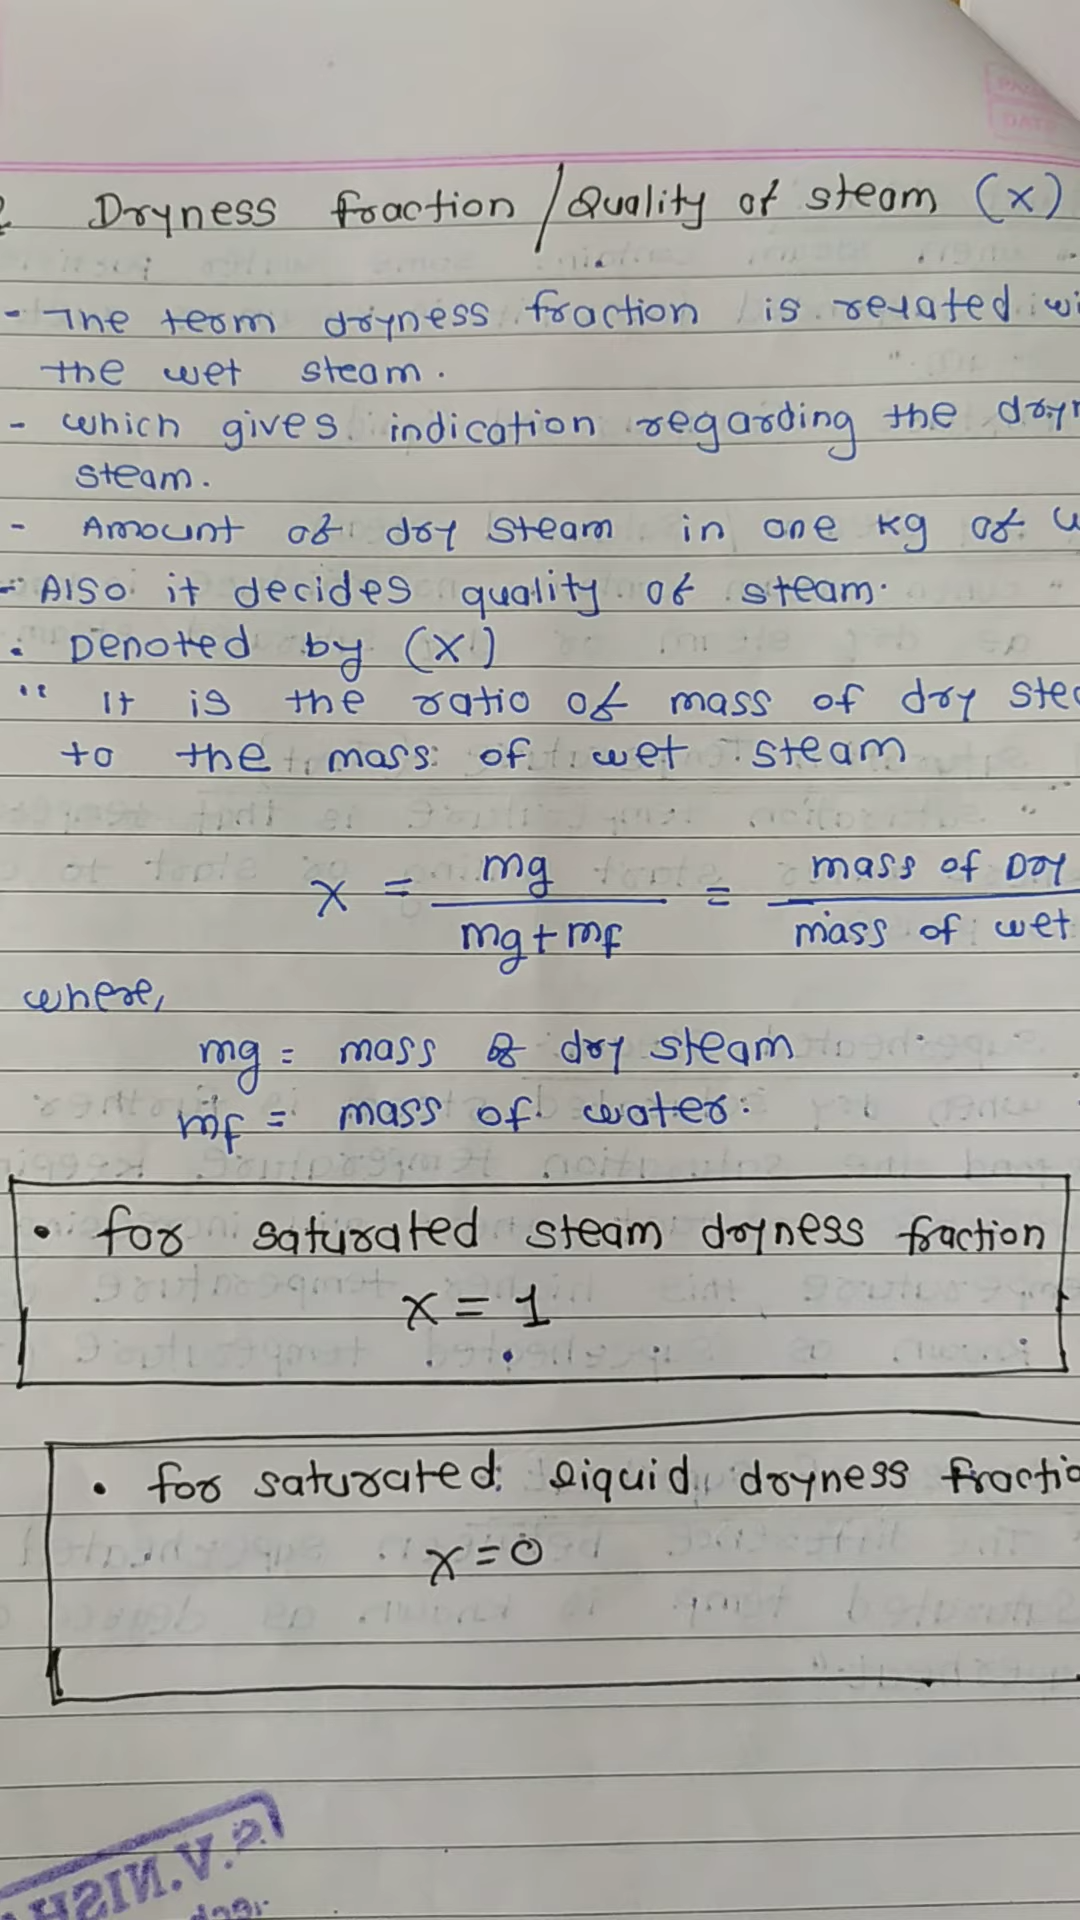 Dryness fraction / Quality of steam (x)
- The term dryness fraction is related
the wet steam.
- which gives indication regarding the
steam.
- Amount of dry steam in one kg of
- Also it decides quality of steam.
. Denoted by (x)
" It is the ratio of mass of dry
to the mass of wet steam
x = mg / mg + mf = mass of Dry / mass of wet
where,
mg = mass of dry steam
mf = mass of water.
• for saturated steam dryness fraction
x = 1
• for saturated liquid dryness
x = 0